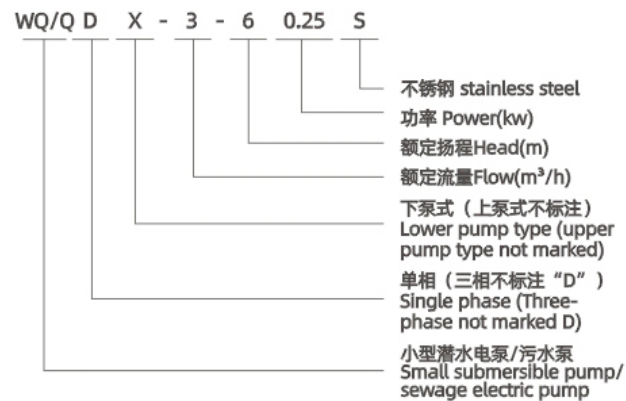 WQ/Q D X - 3 - 6 0.25 S
不锈钢 stainless steel
功率 Power(kw)
额定扬程Head(m)
额定流量Flow(m³/h)
下泵式（上泵式不标注）
Lower pump type (upper
pump type not marked)
单相（三相不标注“D”）
Single phase (Three-
phase not marked D)
小型潜水电泵/污水泵
Small submersible pump/
sewage electric pump